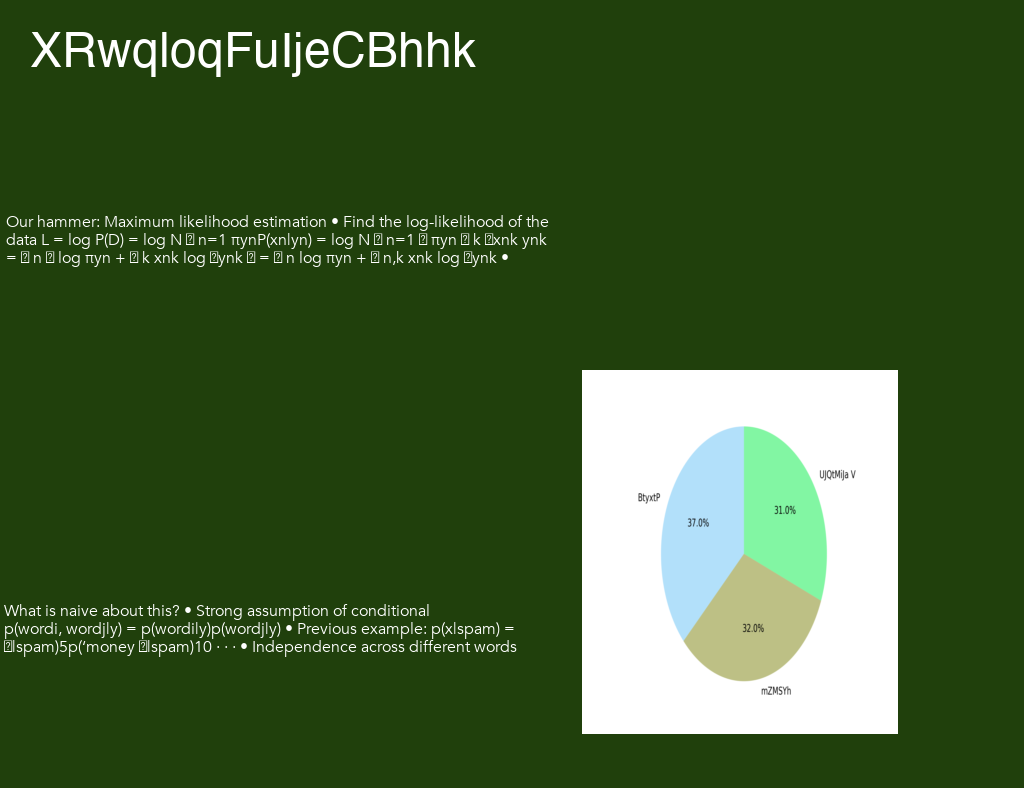 XRwqIoqFuIjeCBhhk
Our hammer: Maximum likelihood estimation • Find the log-likelihood of the
data L = log P(D) = log N ⍰ n=1 πynP(xnlyn) = log N ⍰ n=1 ⍰ πyn ⍰ k ⍰xnk ynk
= ⍰ n ⍰ log πyn + ⍰ k xnk log ⍰ynk ⍰ = ⍰ n log πyn + ⍰ n,k xnk log ⍰ynk •
UJQtMiJa V
BtyxtP
31.0%
37.0%
What is naive about this? • Strong assumption of conditional
p(wordi, wordjly) = p(wordily)p(wordjly) • Previous example: p(xlspam) =
⍰lspam)5p(’money ⍰lspam)10 · · · • Independence across different words
32.0%
mZMSYh